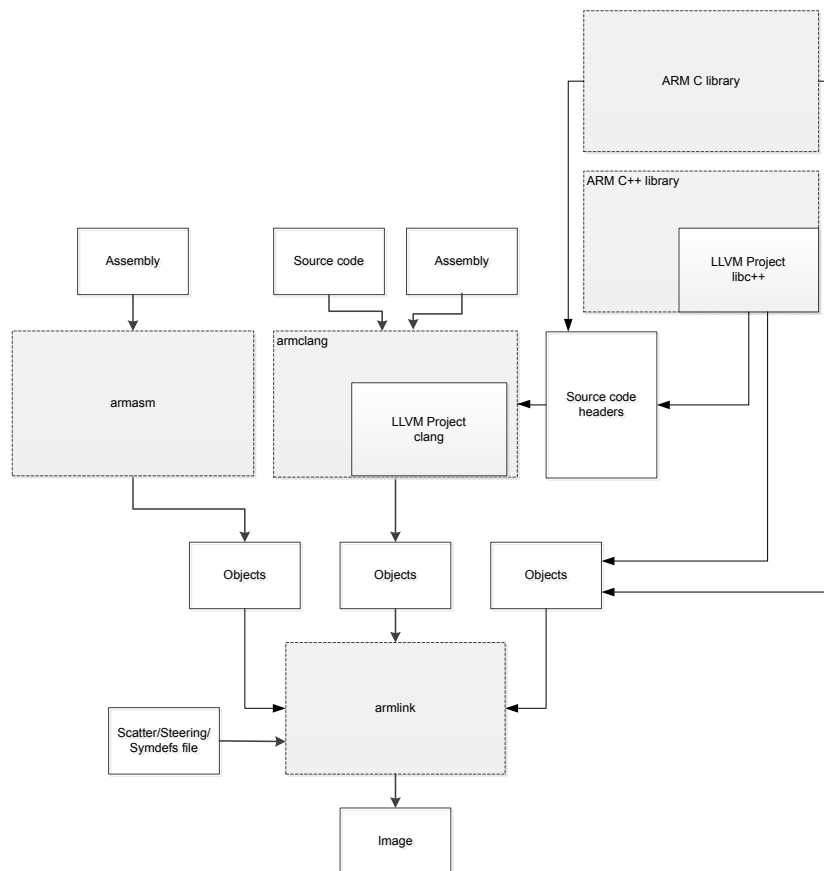 ARM C library
ARM C++ library
LLVM Project
libc++
Assembly
Source code
Assembly
armclang
armasm
LLVM Project
clang
Source code
headers
Objects
Objects
Objects
armlink
Scatter/Steering/
Symdefs file
Image